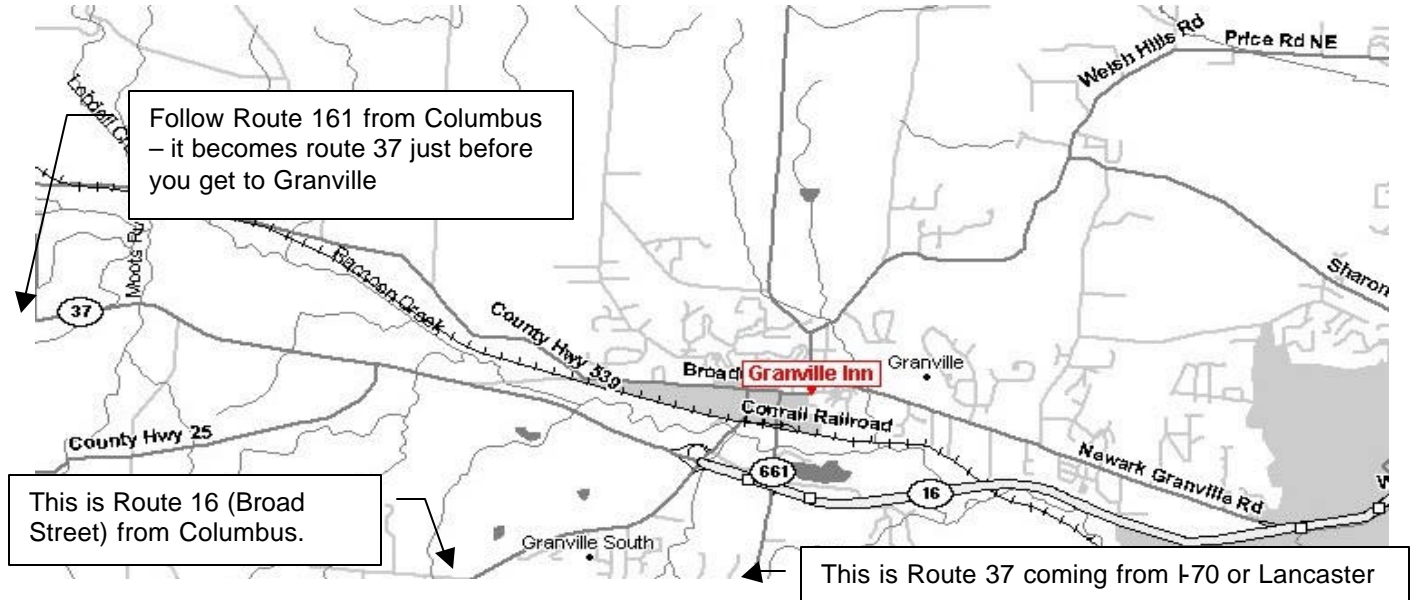 Welsh Hills Rd
Price Rd NE
Follow Route 161 from Columbus
– it becomes route 37 just before
you get to Granville
Moots Ru
Sharon
37
Raccoon Creek
County Hwy 539
Granville
Broad
Granville Inn
Conrail Railroad
County Hwy 25
661
16
Newark Granville Rd
W
This is Route 16 (Broad
Street) from Columbus.
Granville South
This is Route 37 coming from I-70 or Lancaster